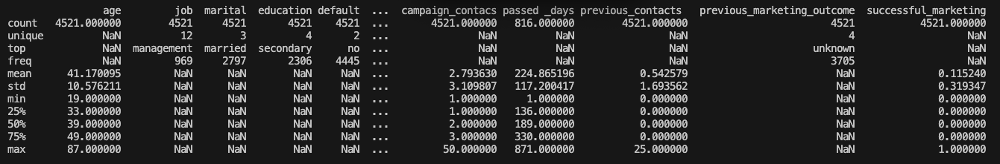 age job marital education default ... campaign_contacs passed _days previous_contacts previous_marketing_outcome successful_marketing
count 4521.000000 4521 4521 4521 4521 ... 4521.000000 816.000000 4521.000000 4521 4521.000000
unique NaN 12 3 4 2 ... NaN NaN NaN 4 NaN
top NaN management married secondary no ... NaN NaN NaN unknown NaN
freq NaN 969 2797 2306 4445 ... NaN NaN NaN 3705 NaN
mean 41.170095 NaN NaN NaN NaN ... 2.793630 224.865196 0.542579 NaN 0.115240
std 10.576211 NaN NaN NaN NaN ... 3.109807 117.200417 1.693562 NaN 0.319347
min 19.000000 NaN NaN NaN NaN ... 1.000000 1.000000 0.000000 NaN 0.000000
25% 33.000000 NaN NaN NaN NaN ... 1.000000 136.000000 0.000000 NaN 0.000000
50% 39.000000 NaN NaN NaN NaN ... 2.000000 189.000000 0.000000 NaN 0.000000
75% 49.000000 NaN NaN NaN NaN ... 3.000000 330.000000 0.000000 NaN 0.000000
max 87.000000 NaN NaN NaN NaN ... 50.000000 871.000000 25.000000 NaN 1.000000